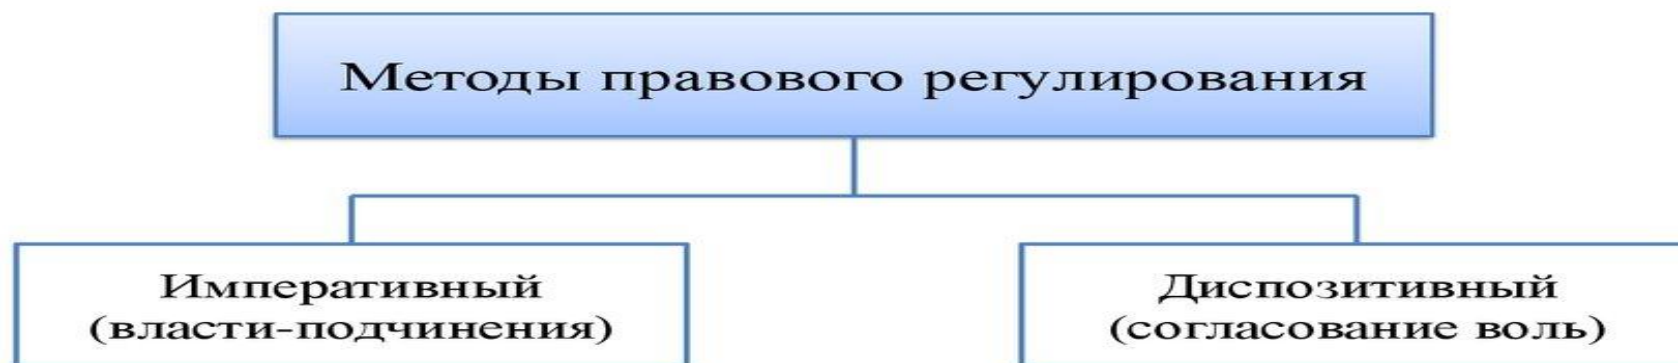 Методы правового регулирования
Императивный
(власти-подчинения)
Диспозитивный
(согласование воль)